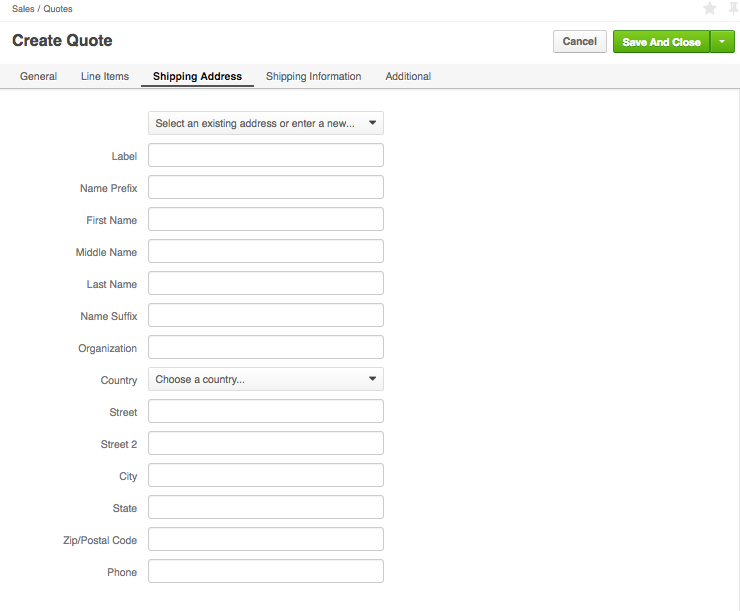 Sales / Quotes
Create Quote
Cancel
Save And Close
General Line Items Shipping Address Shipping Information Additional
Select an existing address or enter a new...
Label
Name Prefix
First Name
Middle Name
Last Name
Name Suffix
Organization
Country Choose a country...
Street
Street 2
City
State
Zip/Postal Code
Phone